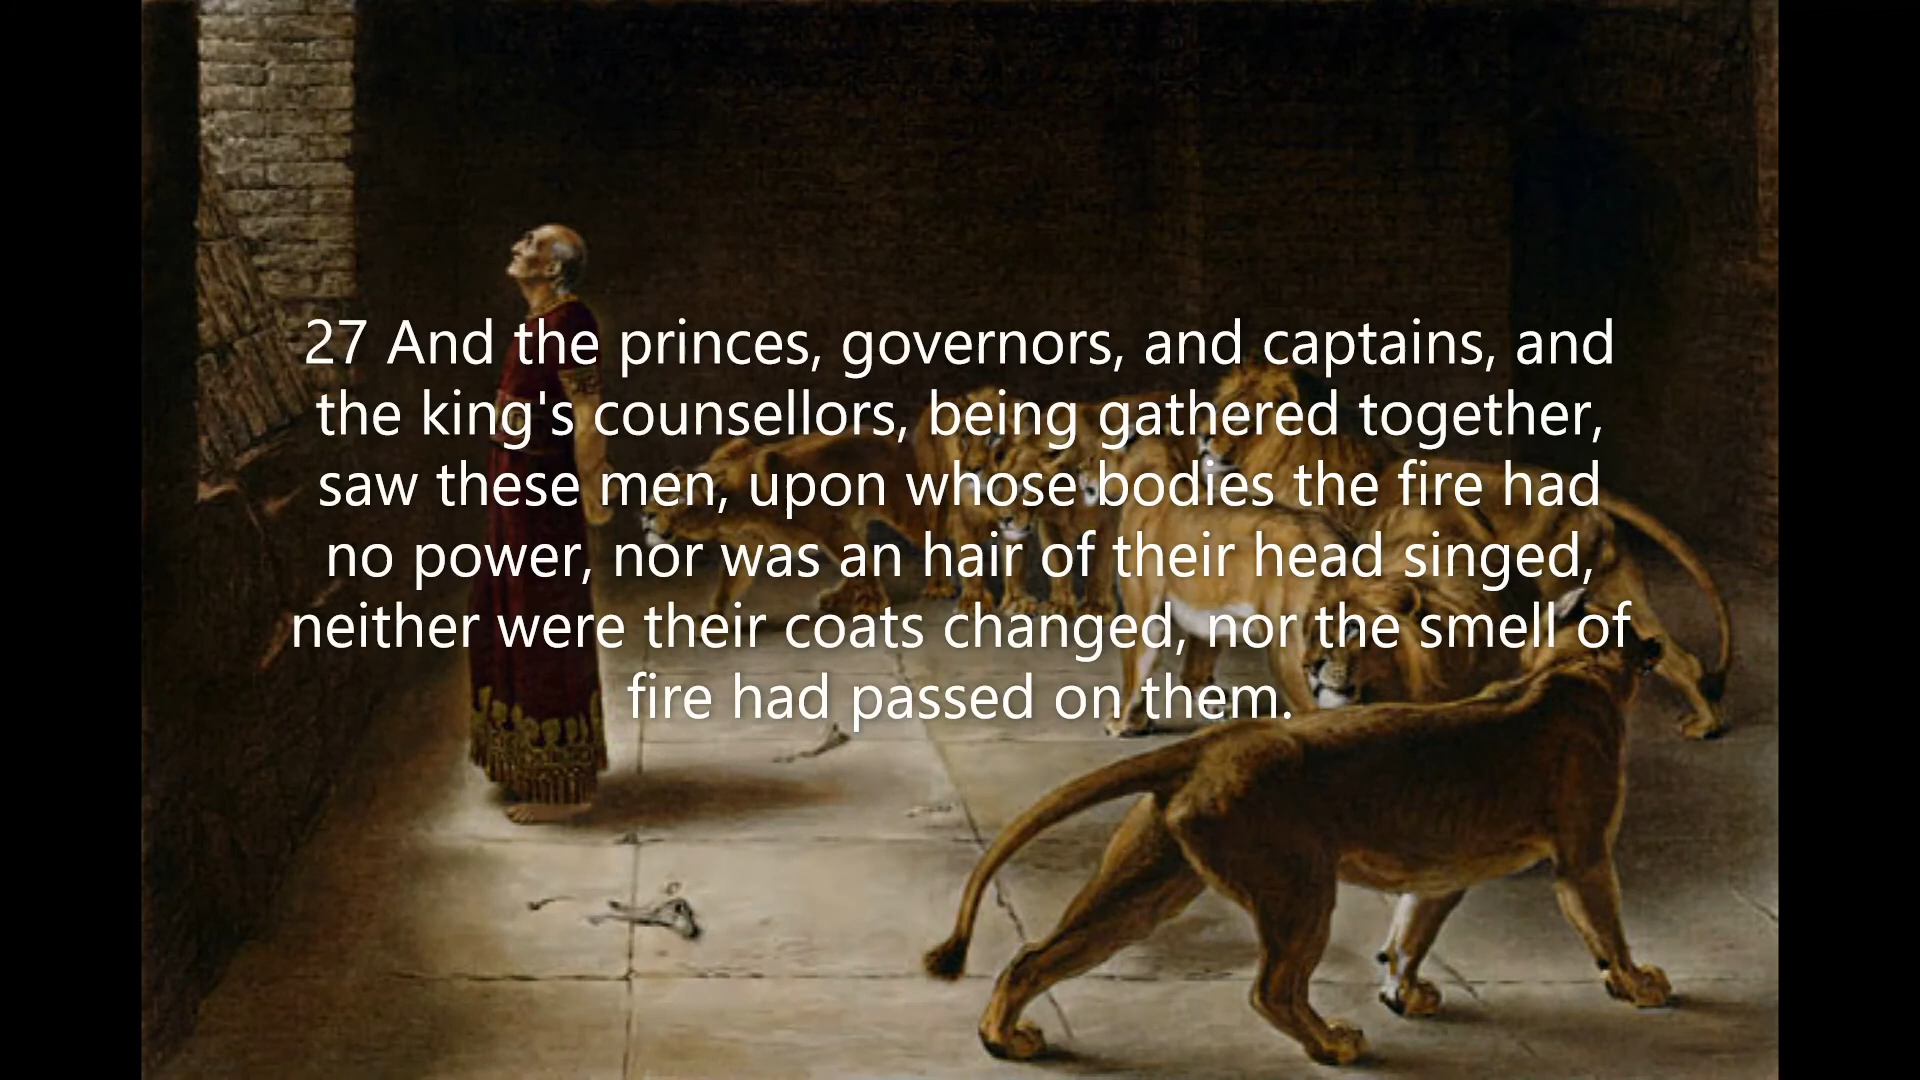 27 And the princes, governors, and captains, and
the king's counsellors, being gathered together,
saw these men, upon whose bodies the fire had
no power, nor was an hair of their head singed,
neither were their coats changed, nor the smell of
fire had passed on them.